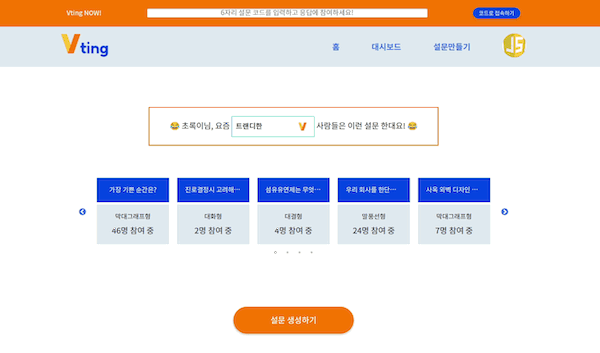 Vting NOW!
6자리 설문 코드를 입력하고 응답에 참여하세요!
코드로 접속하기
Vting
홈 대시보드 설문만들기
JS
😂 초록이님, 요즘 트랜디한 V 사람들은 이런 설문 한대요! 😂
가장 기쁜 순간은? 진로결정시 고려해… 섬유유연제는 무엇… 우리 회사를 한단… 사옥 외벽 디자인 …
막대그래프형 대화형 대결형 말풍선형 막대그래프형
46명 참여 중 2명 참여 중 4명 참여 중 24명 참여 중 7명 참여 중
설문 생성하기